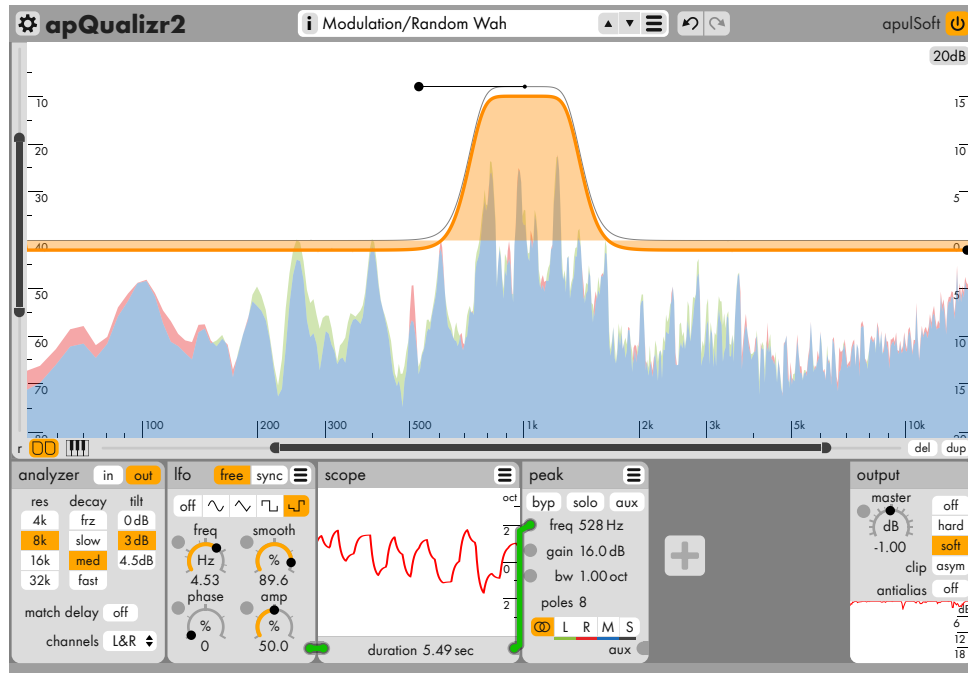 apQualizr2
i Modulation/Random Wah
apulSoft
20dB
10 15
20 10
30 5
40 0
50 5
60 10
70 15
80 20
100 200 300 500 1k 2k 3k 5k 10k
r del dup
analyzer in out
res decay tilt
4k frz 0 dB
8k slow 3 dB
16k med 4.5dB
32k fast
match delay off
channels L&R
lfo free sync
off
freq smooth
Hz %
4.53 89.6
phase amp
% %
0 50.0
scope
oct
2
0
2
duration 5.49 sec
peak
byp solo aux
freq 528 Hz
gain 16.0 dB
bw 1.00 oct
poles 8
L R M S
aux
output
master off
dB hard
-1.00 soft
clip asym
antialias off
dB
6
12
18